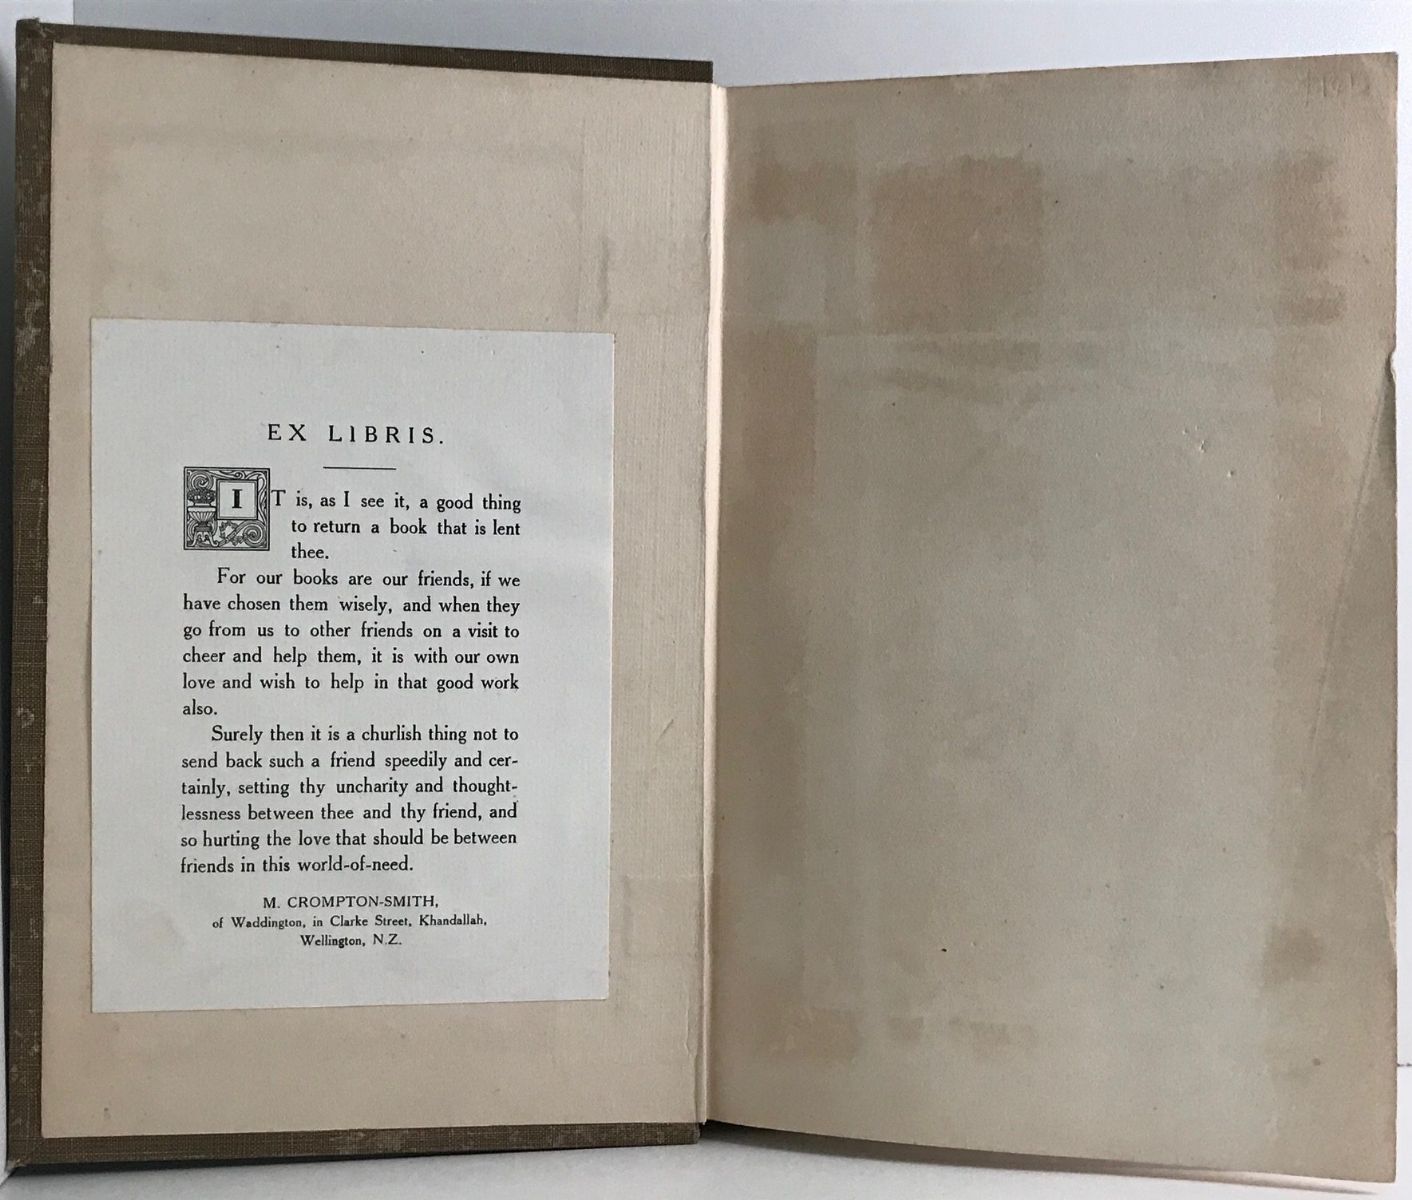 EX LIBRIS.
IT is, as I see it, a good thing
to return a book that is lent
thee.
For our books are our friends, if we
have chosen them wisely, and when they
go from us to other friends on a visit to
cheer and help them, it is with our own
love and wish to help in that good work
also.
Surely then it is a churlish thing not to
send back such a friend speedily and cer-
tainly, setting thy uncharity and thought-
lessness between thee and thy friend, and
so hurting the love that should be between
friends in this world-of-need.
M. CROMPTON-SMITH,
of Waddington, in Clarke Street, Khandallah,
Wellington, N.Z.